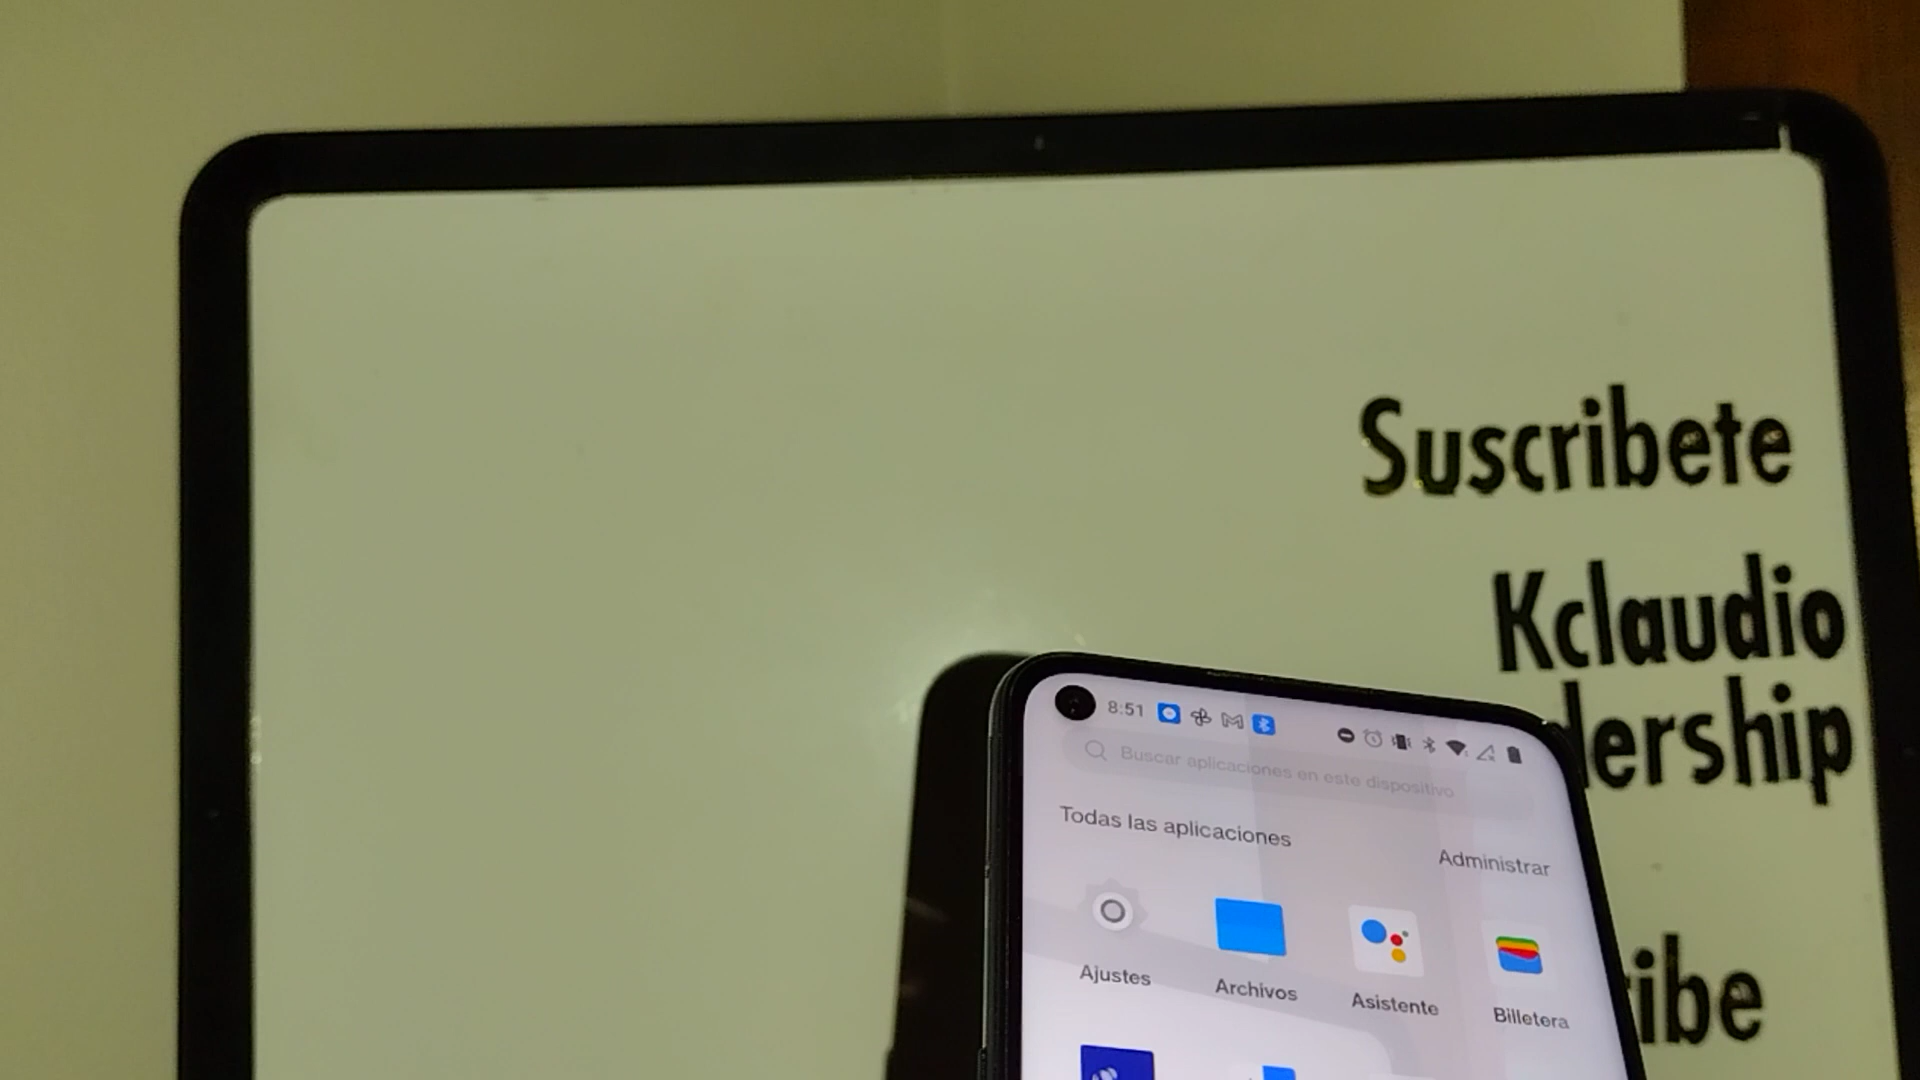 Suscribete
Kclaudio
dership
8:51
Buscar aplicaciones en este dispositivo
Todas las aplicaciones
Administrar
Ajustes
Archivos
Asistente
Billetera
ibe